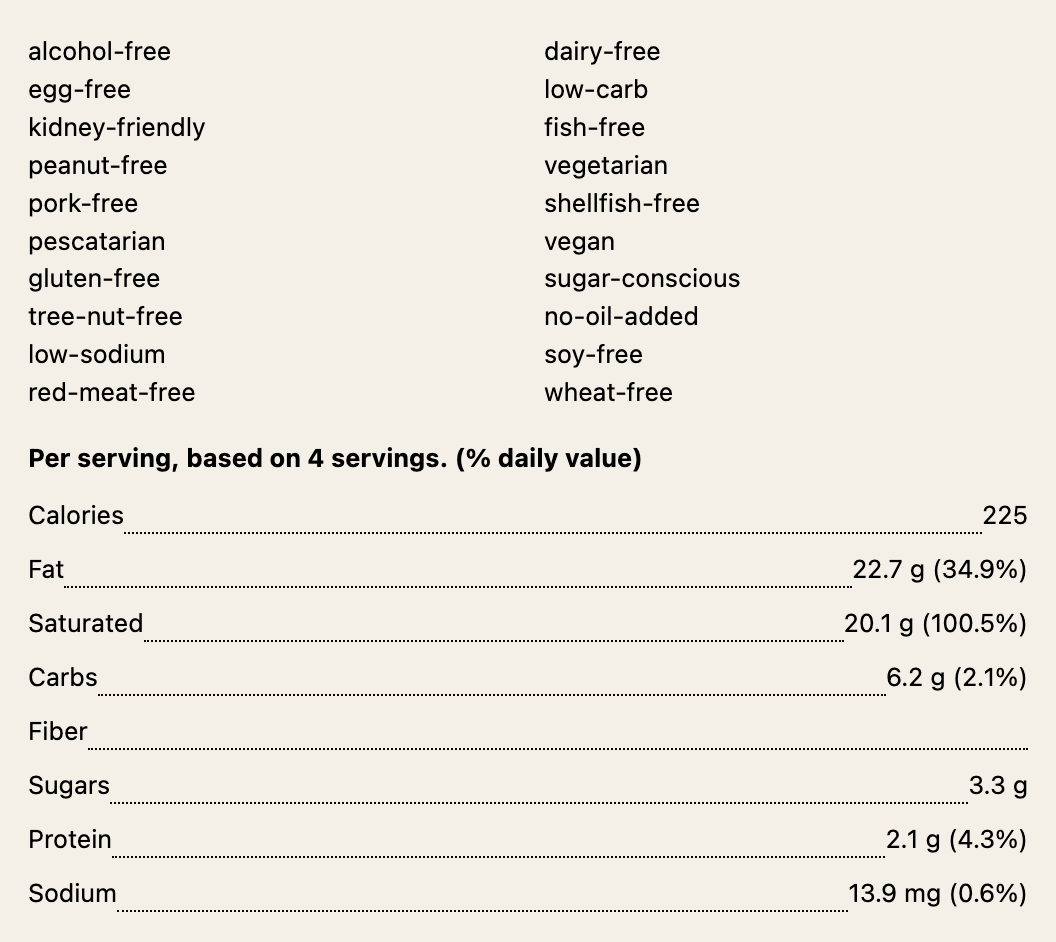 alcohol-free
egg-free
kidney-friendly
peanut-free
pork-free
pescatarian
gluten-free
tree-nut-free
low-sodium
red-meat-free
dairy-free
low-carb
fish-free
vegetarian
shellfish-free
vegan
sugar-conscious
no-oil-added
soy-free
wheat-free
Per serving, based on 4 servings. (% daily value)
Calories 225
Fat 22.7 g (34.9%)
Saturated 20.1 g (100.5%)
Carbs 6.2 g (2.1%)
Fiber
Sugars 3.3 g
Protein 2.1 g (4.3%)
Sodium 13.9 mg (0.6%)